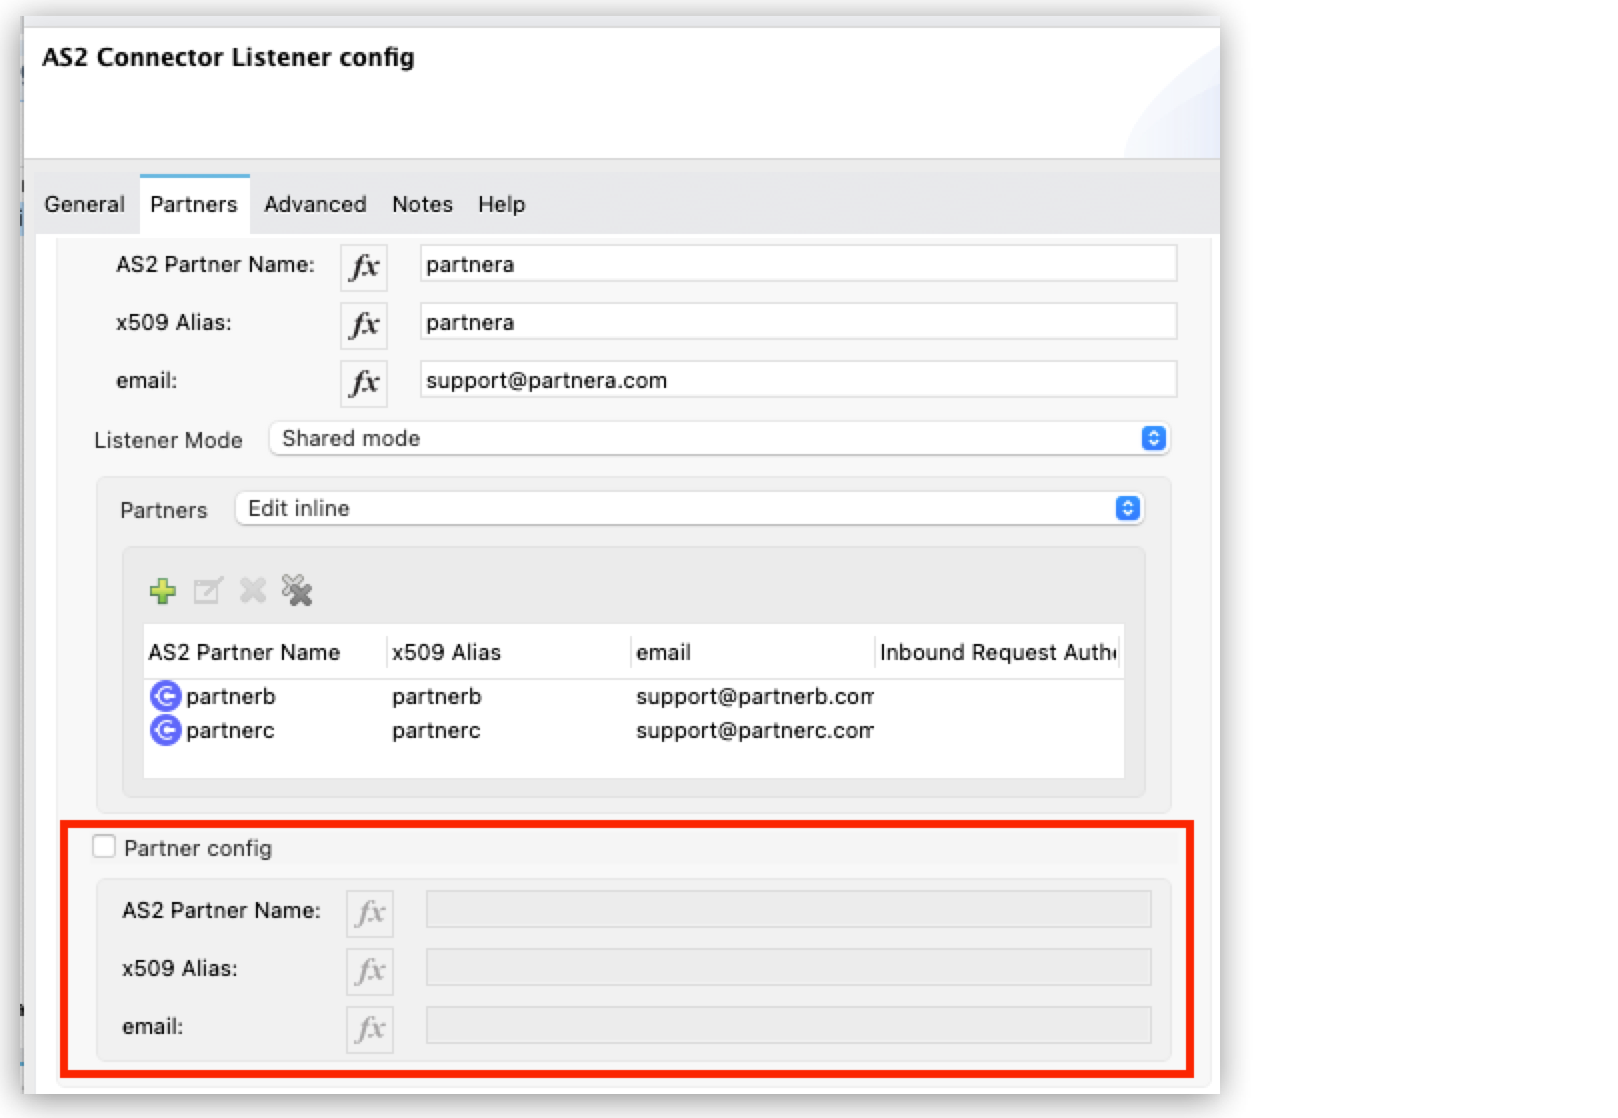 AS2 Connector Listener config
General Partners Advanced Notes Help
AS2 Partner Name: fx partnera
x509 Alias: fx partnera
email: fx support@partnera.com
Listener Mode Shared mode
Partners Edit inline
AS2 Partner Name x509 Alias email Inbound Request Auth
partnerb partnerb support@partnerb.com
partnerc partnerc support@partnerc.com
Partner config
AS2 Partner Name: fx
x509 Alias: fx
email: fx